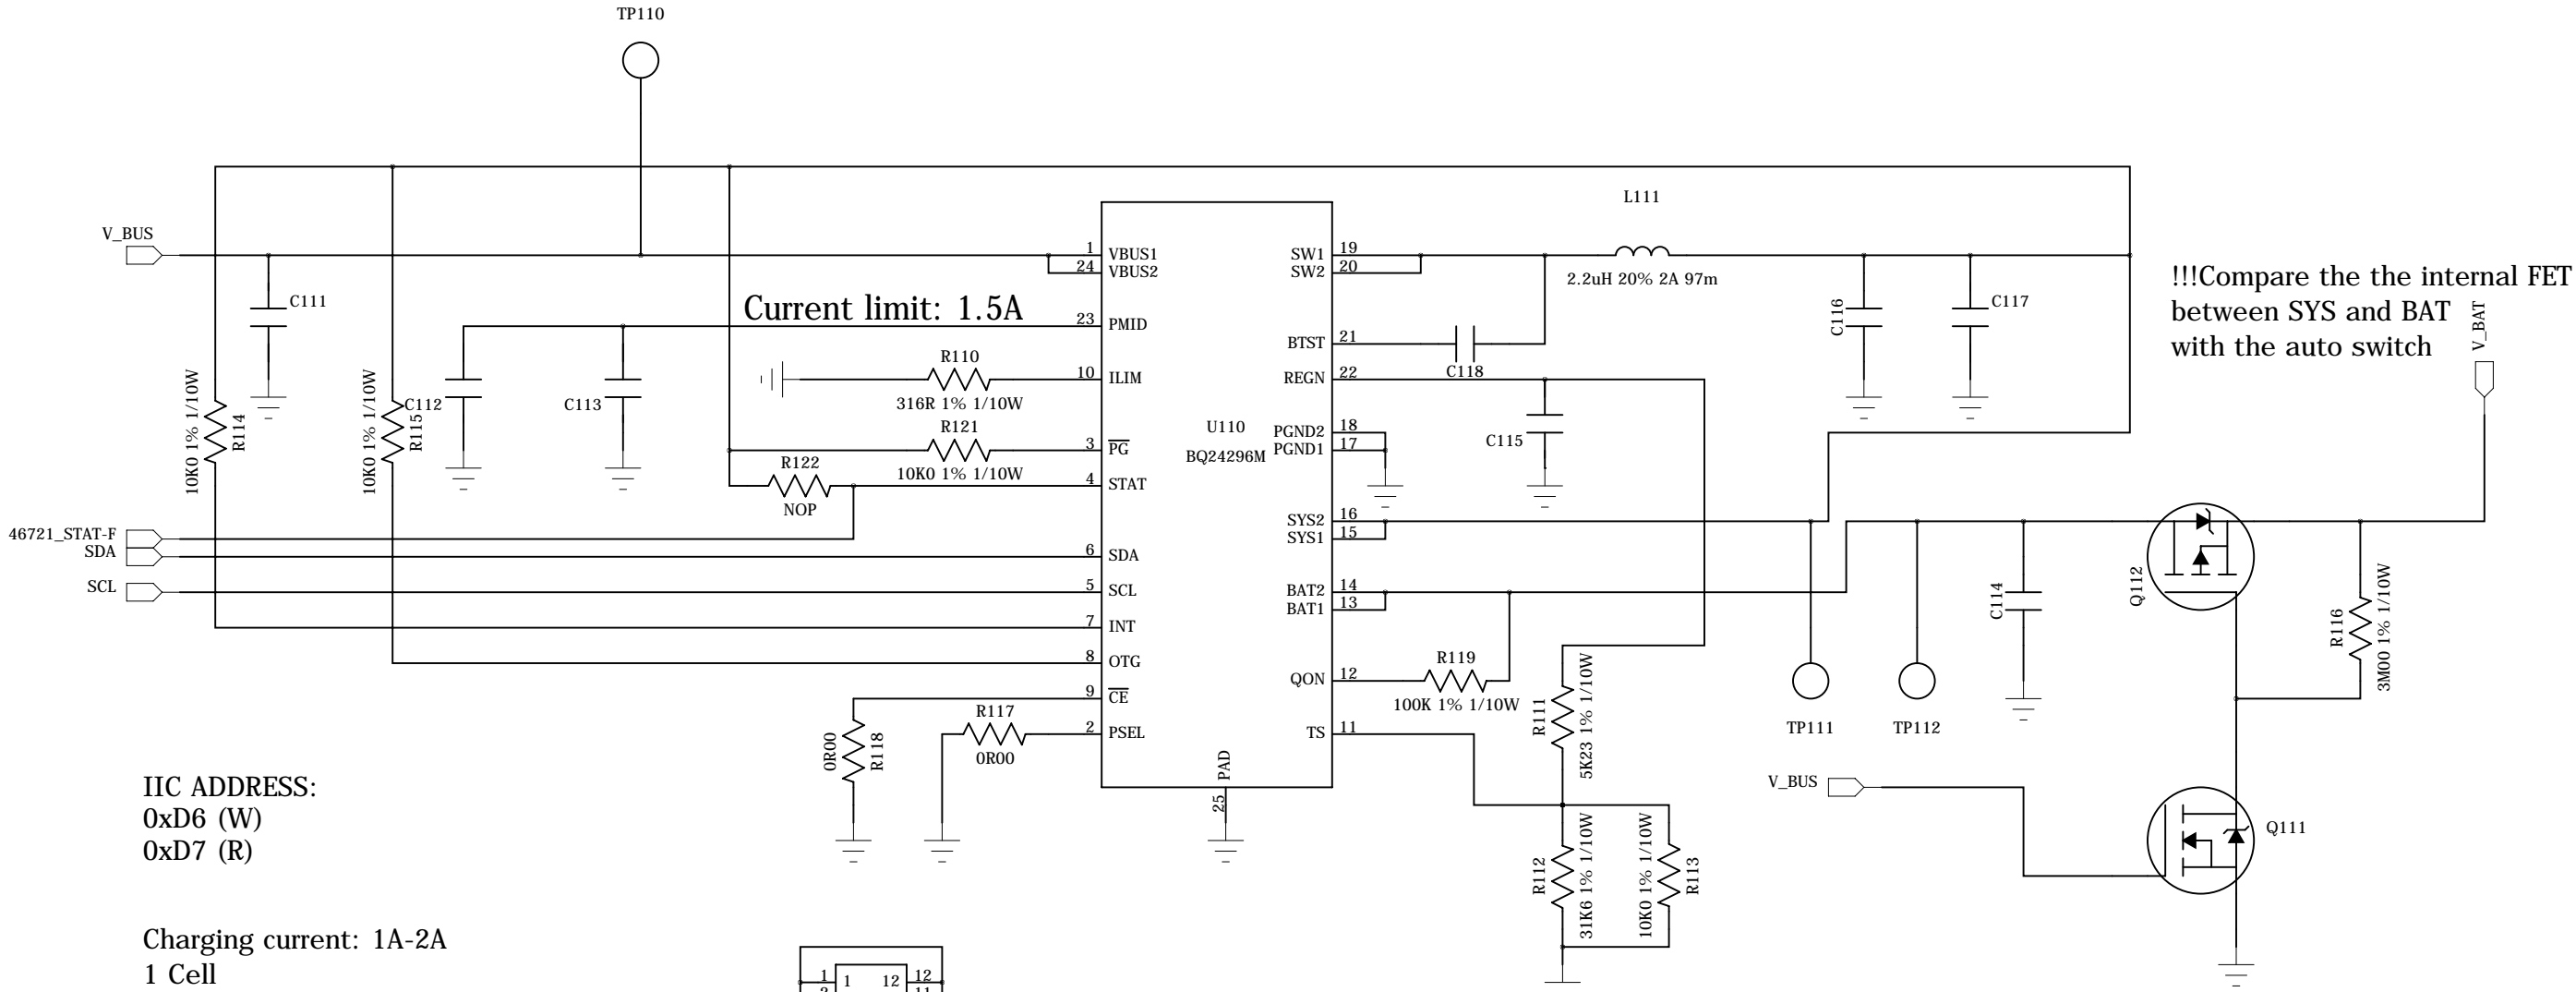 TP110
L111
V_BUS
1
VBUS1
24
VBUS2
SW1
19
SW2
20
2.2uH 20% 2A 97m
!!!Compare the the internal FET
between SYS and BAT
with the auto switch
V_BAT
C111
Current limit: 1.5A
23
PMID
BTST
21
C118
C116
C117
R110
10
ILIM
316R 1% 1/10W
REGN
22
10K0 1% 1/10W
R114
10K0 1% 1/10W
R115
C112
C113
U110
BQ24296M
R121
3
PG
10K0 1% 1/10W
PGND2
18
PGND1
17
C115
R122
NOP
4
STAT
46721_STAT-F
SDA
6
SDA
SYS2
16
SYS1
15
SCL
5
SCL
BAT2
14
BAT1
13
C114
Q112
R116
3M00 1% 1/10W
7
INT
8
OTG
QON
12
R119
100K 1% 1/10W
9
CE
R117
0R00
2
PSEL
0R00
R118
TS
11
R111
5K23 1% 1/10W
TP111
TP112
PAD
25
V_BUS
Q111
R112
31K6 1% 1/10W
10K0 1% 1/10W
R113
IIC ADDRESS:
0xD6 (W)
0xD7 (R)
Charging current: 1A-2A
1 Cell
1
1
12
12